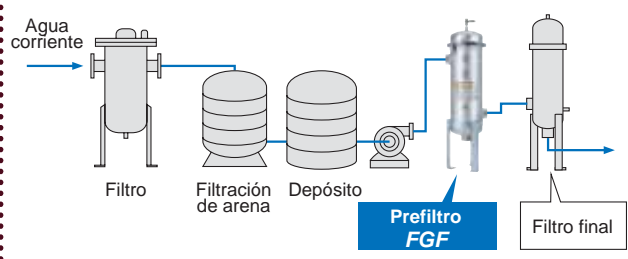 Agua
corriente
Filtro
Filtración
de arena
Depósito
Prefiltro
FGF
Filtro final